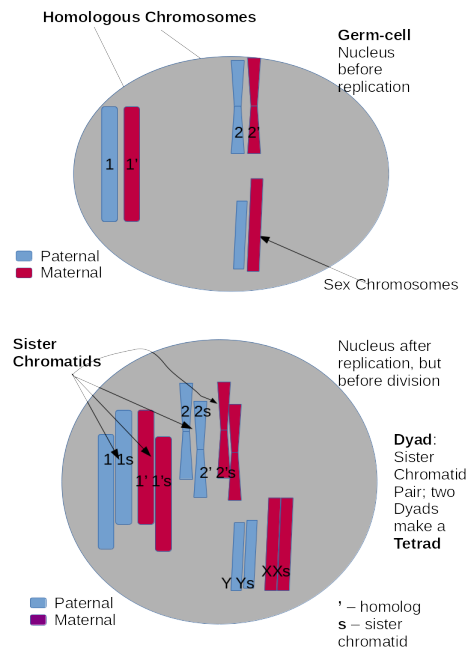 Homologous Chromosomes
Germ-cell
Nucleus
before
replication
2 2'
1 1'
Paternal
Maternal
Sex Chromosomes
Sister
Chromatids
Nucleus after
replication, but
before division
2 2s
1 1s
2' 2's
1' 1's
Dyad:
Sister
Chromatid
Pair; two
Dyads
make a
Tetrad
Y Ys
XXs
Paternal
Maternal
' – homolog
s – sister
chromatid